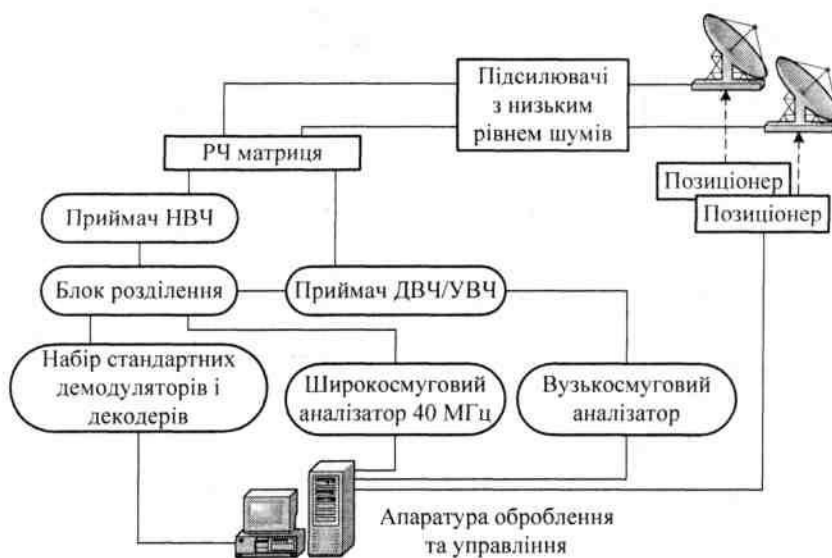 Підсилювачі
з низьким
рівнем шумів
РЧ матриця
Позиціонер
Позиціонер
Приймач НВЧ
Блок розділення
Приймач ДВЧ/УВЧ
Набір стандартних
демодуляторів і
декодерів
Широкосмуговий
аналізатор 40 МГц
Вузькосмуговий
аналізатор
Апаратура оброблення
та управління